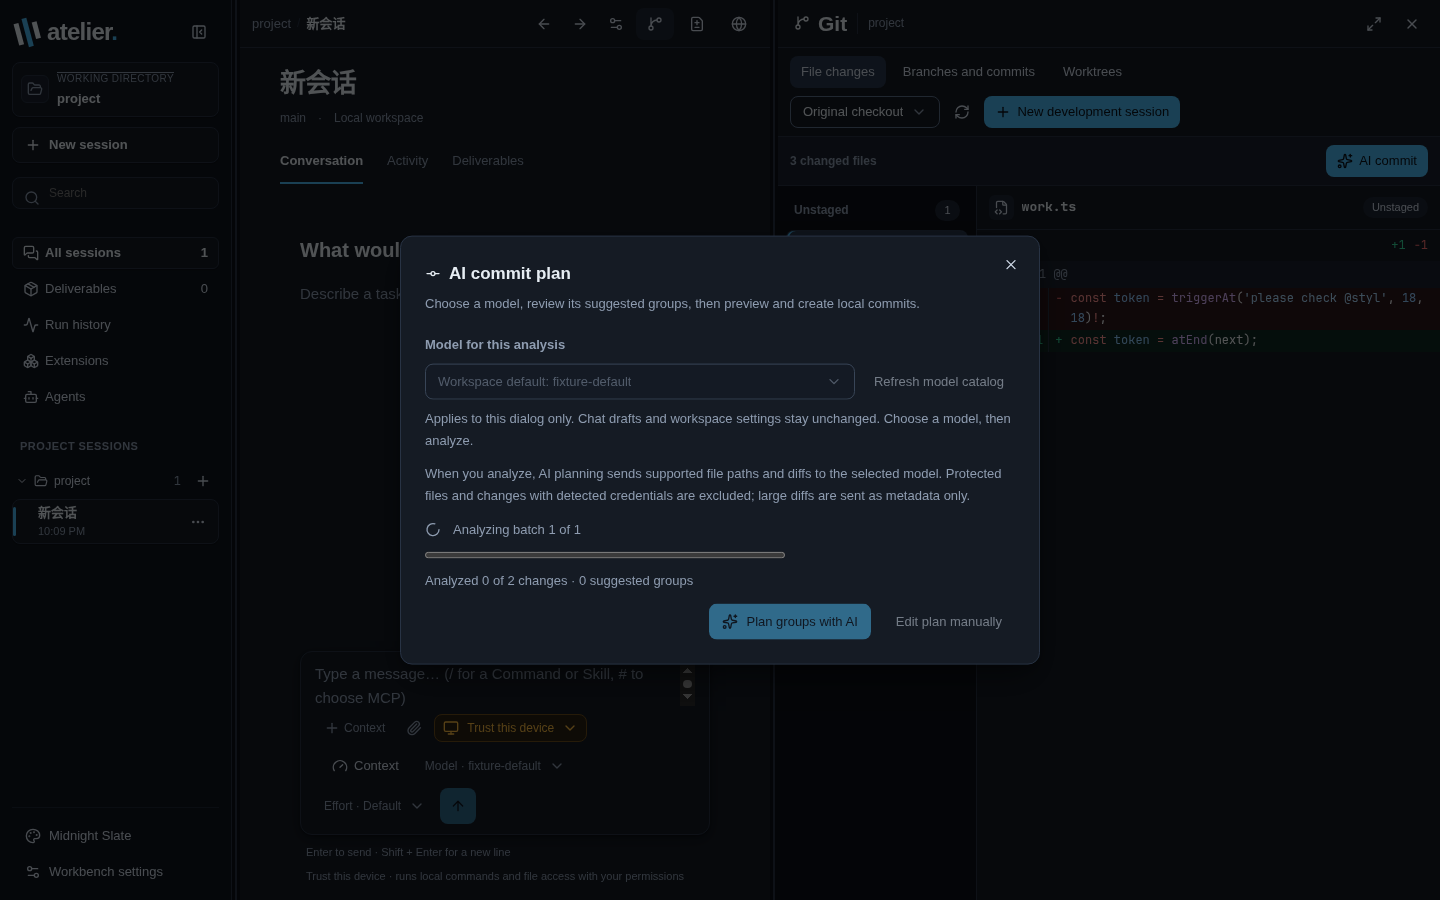 atelier.
WORKING DIRECTORY
project
New session
Search
All sessions 1
Deliverables 0
Run history
Extensions
Agents
PROJECT SESSIONS
project 1
新会话
10:09 PM
Midnight Slate
Workbench settings
project 新会话
新会话
main · Local workspace
Conversation Activity Deliverables
What woul
Describe a task
Type a message… (/ for a Command or Skill, # to
choose MCP)
Context Trust this device
Context Model · fixture-default
Effort · Default
Enter to send · Shift + Enter for a new line
Trust this device · runs local commands and file access with your permissions
Git project
File changes Branches and commits Worktrees
Original checkout New development session
3 changed files AI commit
Unstaged 1
work.ts Unstaged
+1 -1
1 @@
- const token = triggerAt('please check @styl', 18,
18)!;
1 + const token = atEnd(next);
AI commit plan
Choose a model, review its suggested groups, then preview and create local commits.
Model for this analysis
Workspace default: fixture-default Refresh model catalog
Applies to this dialog only. Chat drafts and workspace settings stay unchanged. Choose a model, then
analyze.
When you analyze, AI planning sends supported file paths and diffs to the selected model. Protected
files and changes with detected credentials are excluded; large diffs are sent as metadata only.
Analyzing batch 1 of 1
Analyzed 0 of 2 changes · 0 suggested groups
Plan groups with AI Edit plan manually